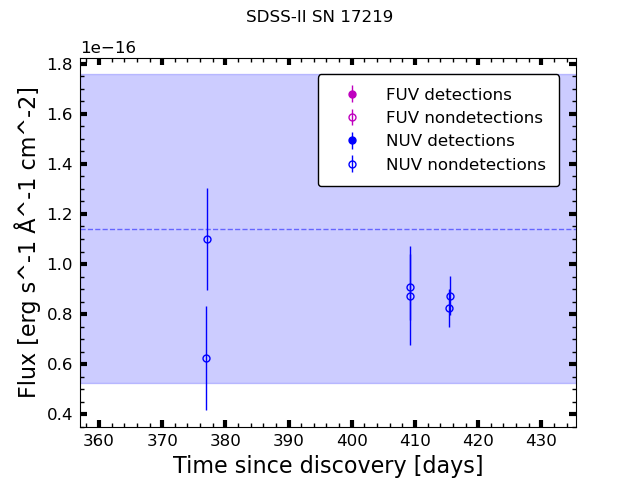 SDSS-II SN 17219
1e−16
1.8
1.6
1.4
1.2
1.0
0.8
0.6
0.4
Flux [erg s^-1 Å^-1 cm^-2]
FUV detections
FUV nondetections
NUV detections
NUV nondetections
360 370 380 390 400 410 420 430
Time since discovery [days]